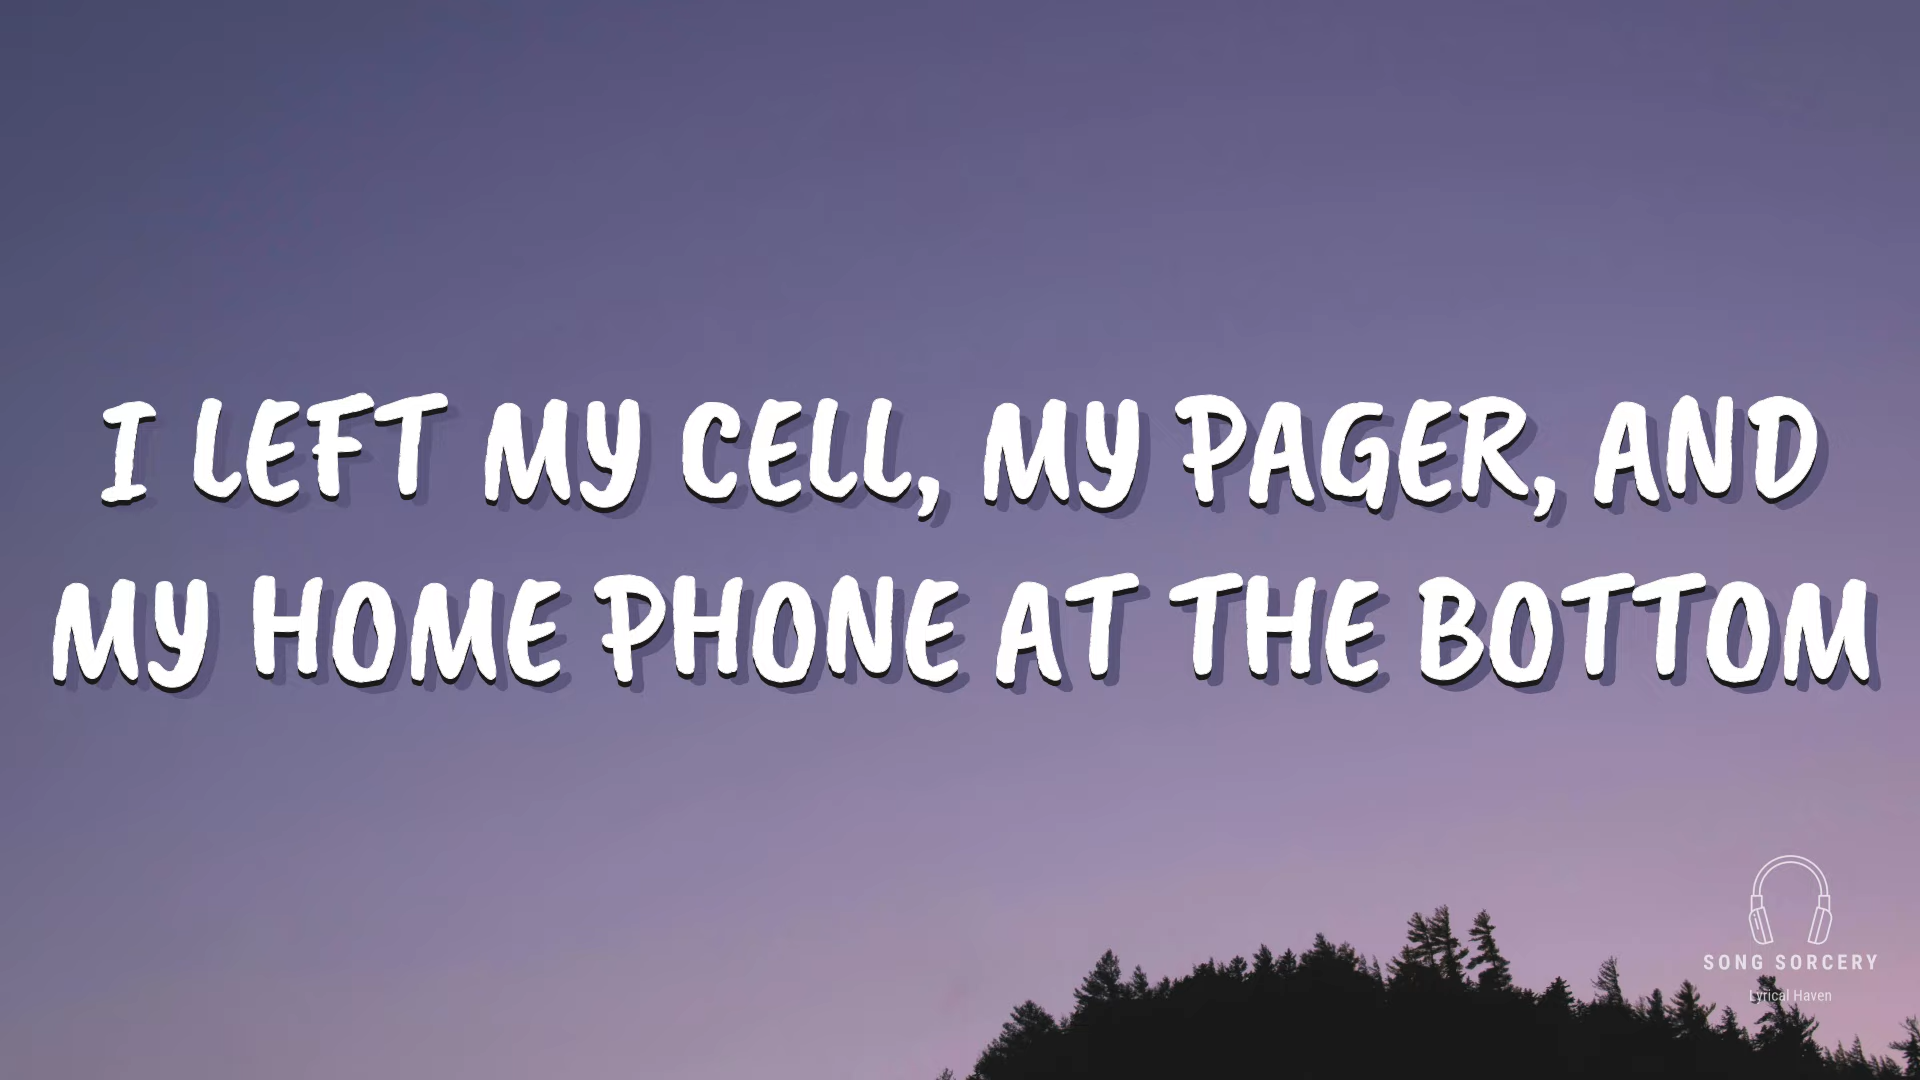 I LEFT MY CELL, MY PAGER, AND
MY HOME PHONE AT THE BOTTOM
SONG SORCERY
Lyrical Haven